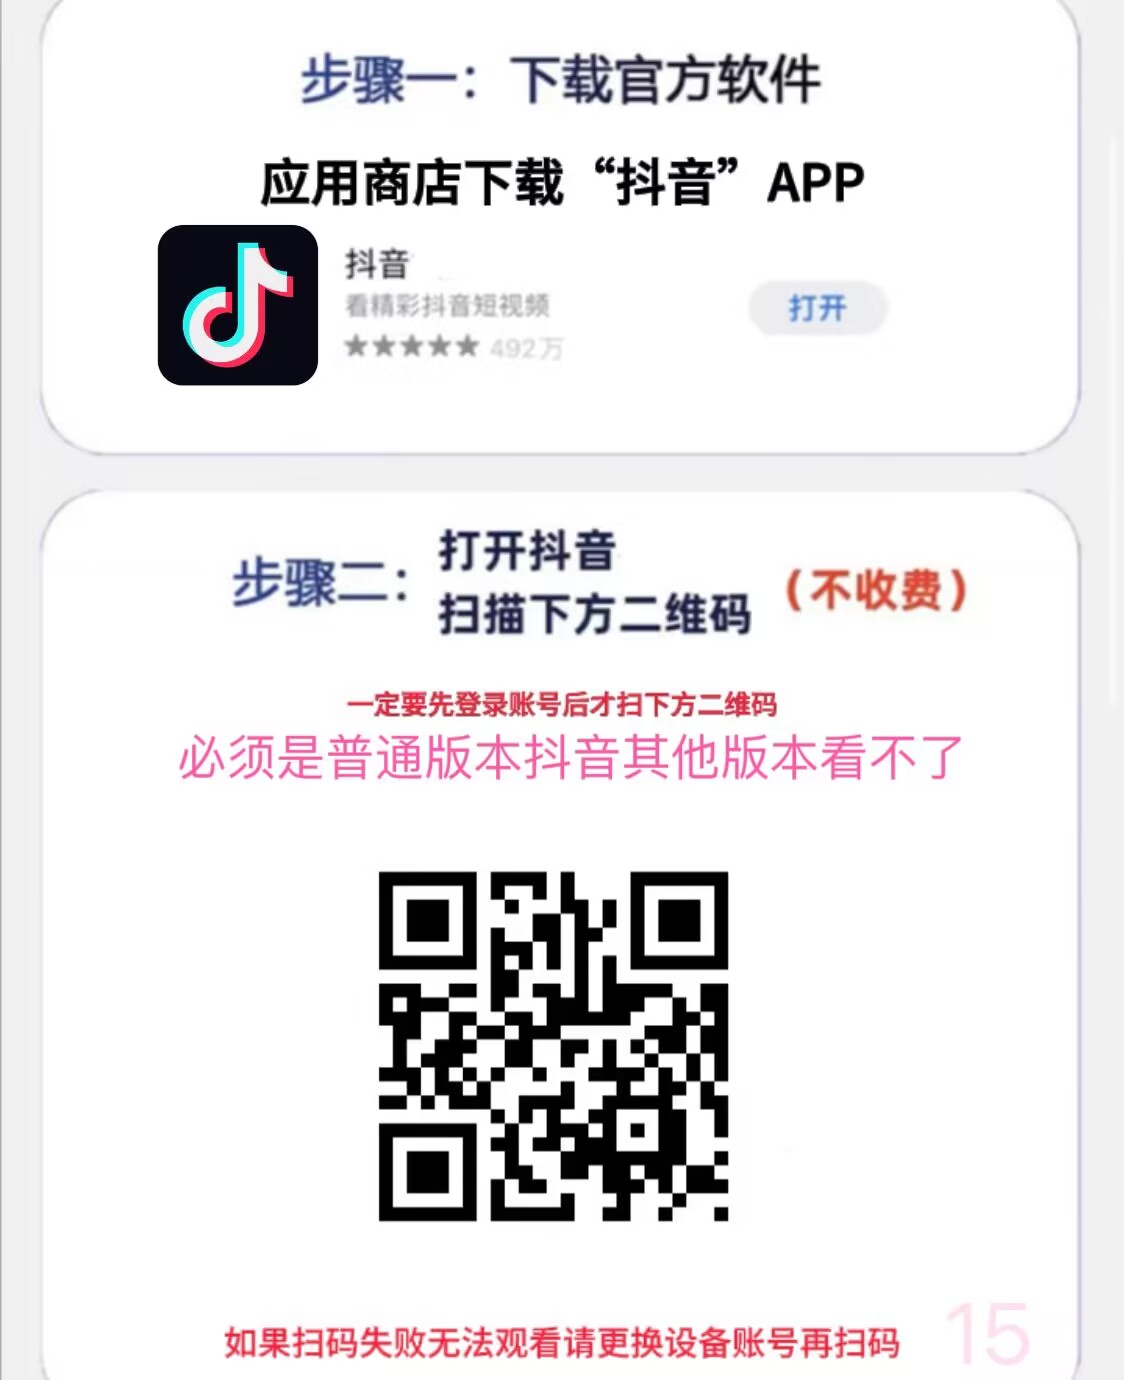 步骤一：下载官方软件
应用商店下载“抖音”APP
抖音
看精彩抖音短视频
★★★★★ 492万
打开
步骤二：
打开抖音
扫描下方二维码
（不收费）
一定要先登录账号后才扫下方二维码
必须是普通版本抖音其他版本看不了
如果扫码失败无法观看请更换设备账号再扫码
15